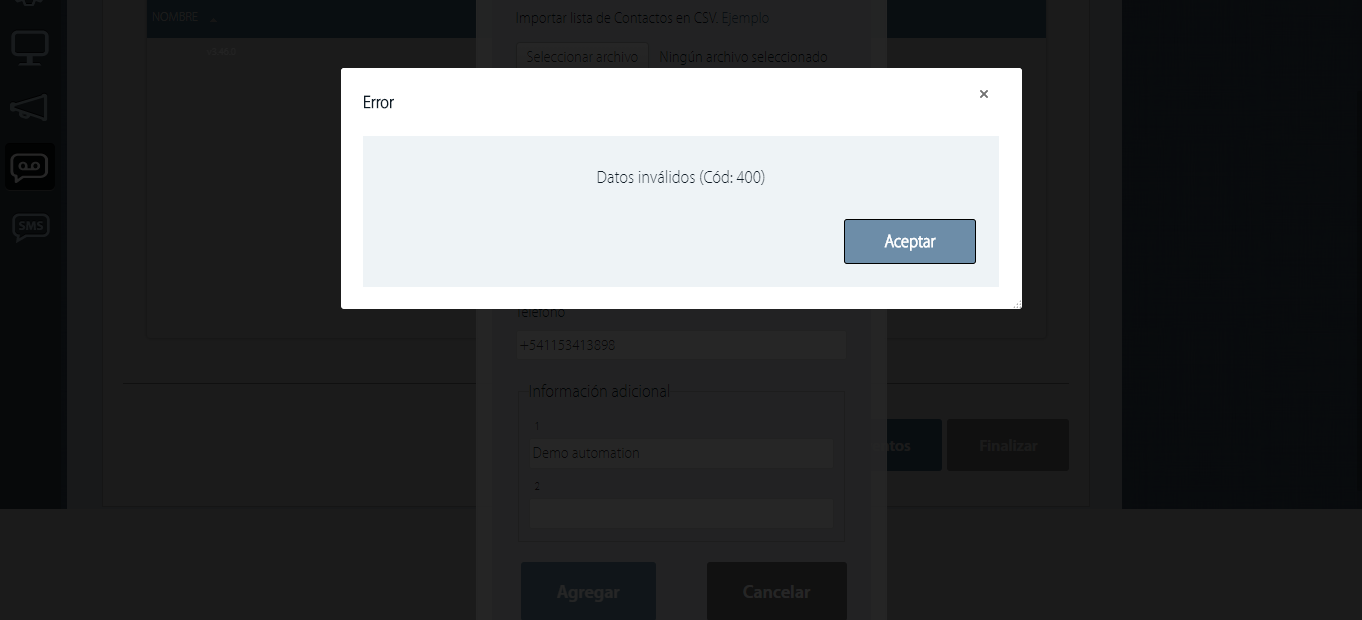 NOMBRE
Importar lista de Contactos en CSV. Ejemplo
Seleccionar archivo Ningún archivo seleccionado
Error
×
Datos inválidos (Cód: 400)
Aceptar
SMS
Teléfono
+541153413898
Información adicional
1
Demo automation
2
ntos
Finalizar
Agregar
Cancelar